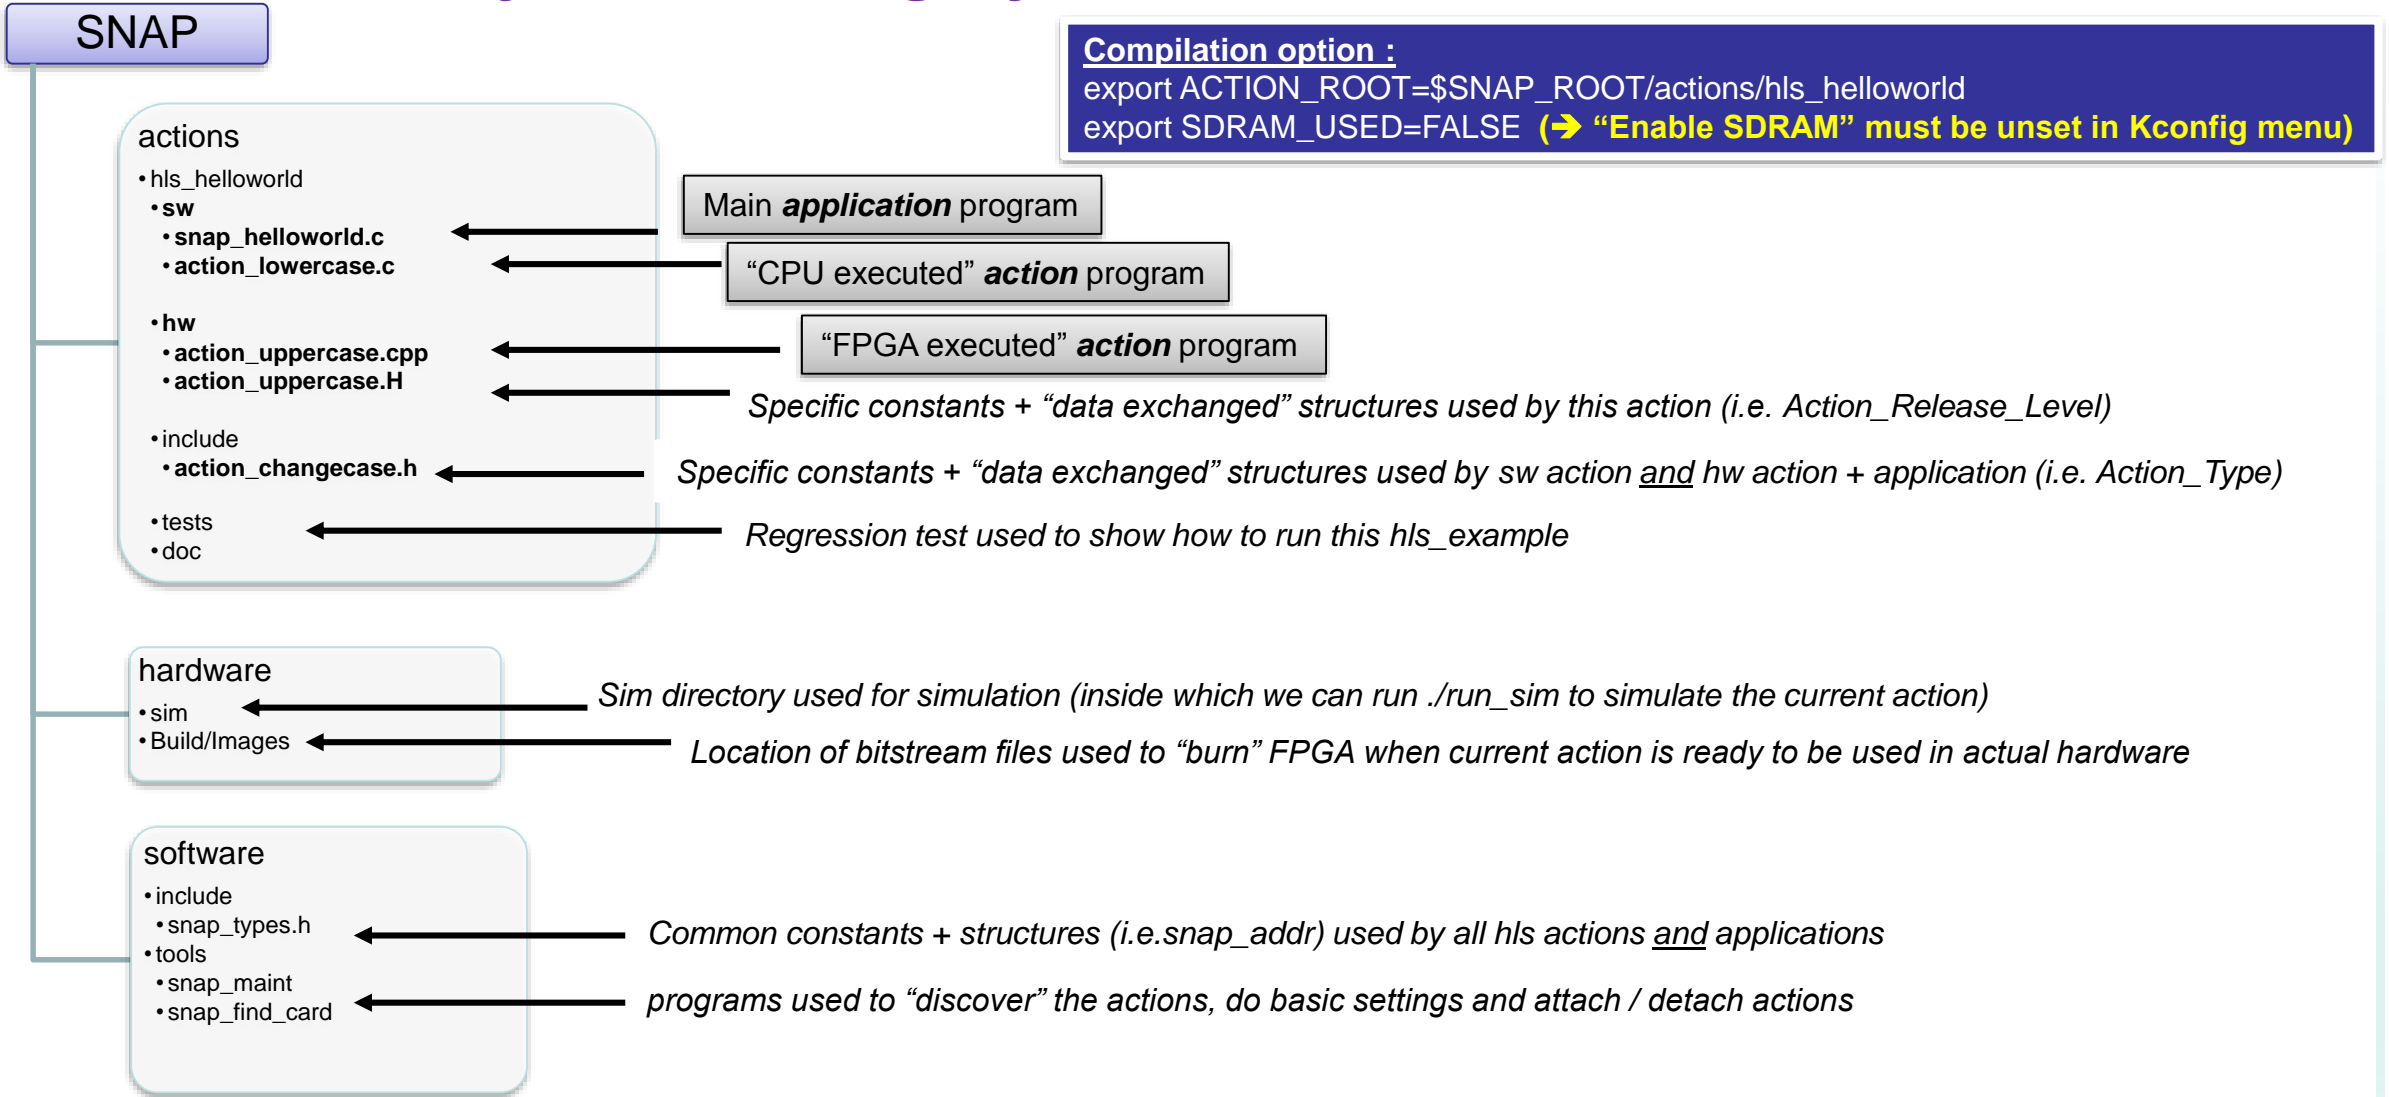 SNAP
Compilation option :
export ACTION_ROOT=$SNAP_ROOT/actions/hls_helloworld
export SDRAM_USED=FALSE (➔ “Enable SDRAM” must be unset in Kconfig menu)
actions
•hls_helloworld
•sw
•snap_helloworld.c
•action_lowercase.c
•hw
•action_uppercase.cpp
•action_uppercase.H
•include
•action_changecase.h
•tests
•doc
Main application program
“CPU executed” action program
“FPGA executed” action program
Specific constants + “data exchanged” structures used by this action (i.e. Action_Release_Level)
Specific constants + “data exchanged” structures used by sw action and hw action + application (i.e. Action_Type)
Regression test used to show how to run this hls_example
hardware
•sim
•Build/Images
Sim directory used for simulation (inside which we can run ./run_sim to simulate the current action)
Location of bitstream files used to “burn” FPGA when current action is ready to be used in actual hardware
software
•include
•snap_types.h
•tools
•snap_maint
•snap_find_card
Common constants + structures (i.e.snap_addr) used by all hls actions and applications
programs used to “discover” the actions, do basic settings and attach / detach actions